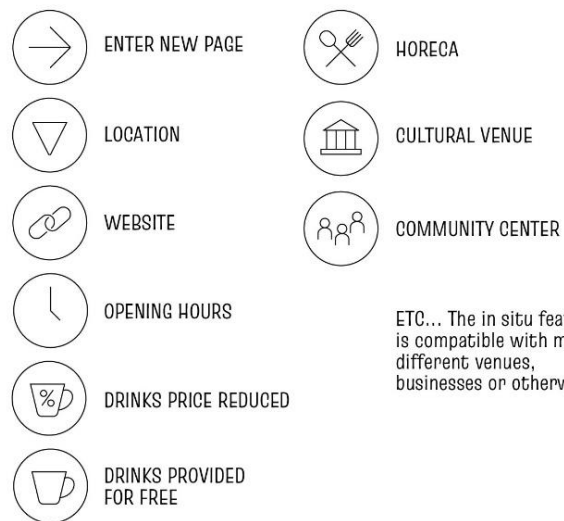 ENTER NEW PAGE
LOCATION
WEBSITE
OPENING HOURS
%
DRINKS PRICE REDUCED
DRINKS PROVIDED
FOR FREE
HORECA
CULTURAL VENUE
COMMUNITY CENTER
ETC... The in situ
is compatible with
different venues,
businesses or